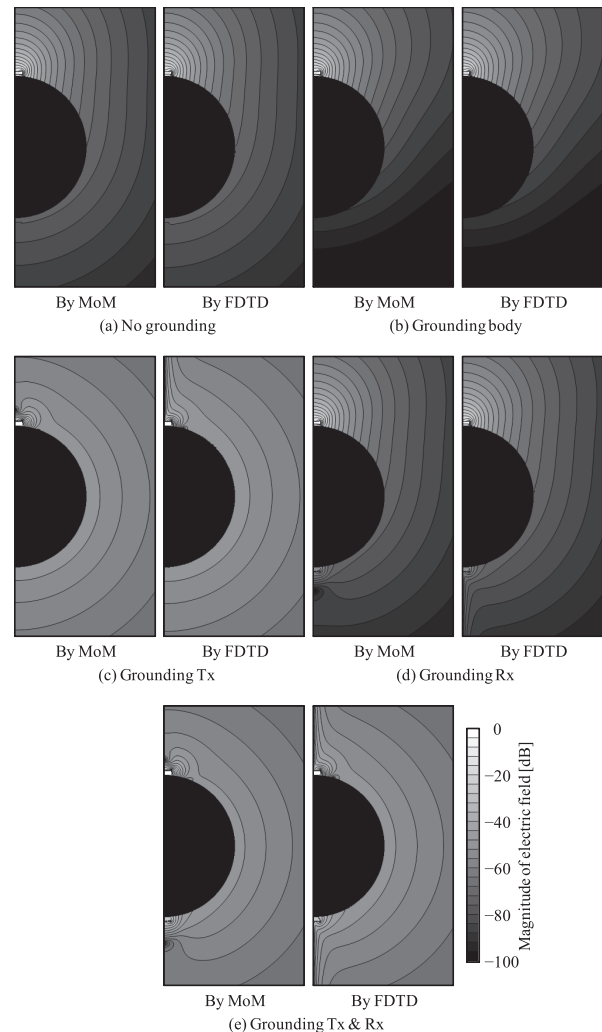 By MoM By FDTD By MoM By FDTD
(a) No grounding (b) Grounding body
By MoM By FDTD By MoM By FDTD
(c) Grounding Tx (d) Grounding Rx
0
−20
−40
−60
−80
−100
Magnitude of electric field [dB]
By MoM By FDTD
(e) Grounding Tx & Rx